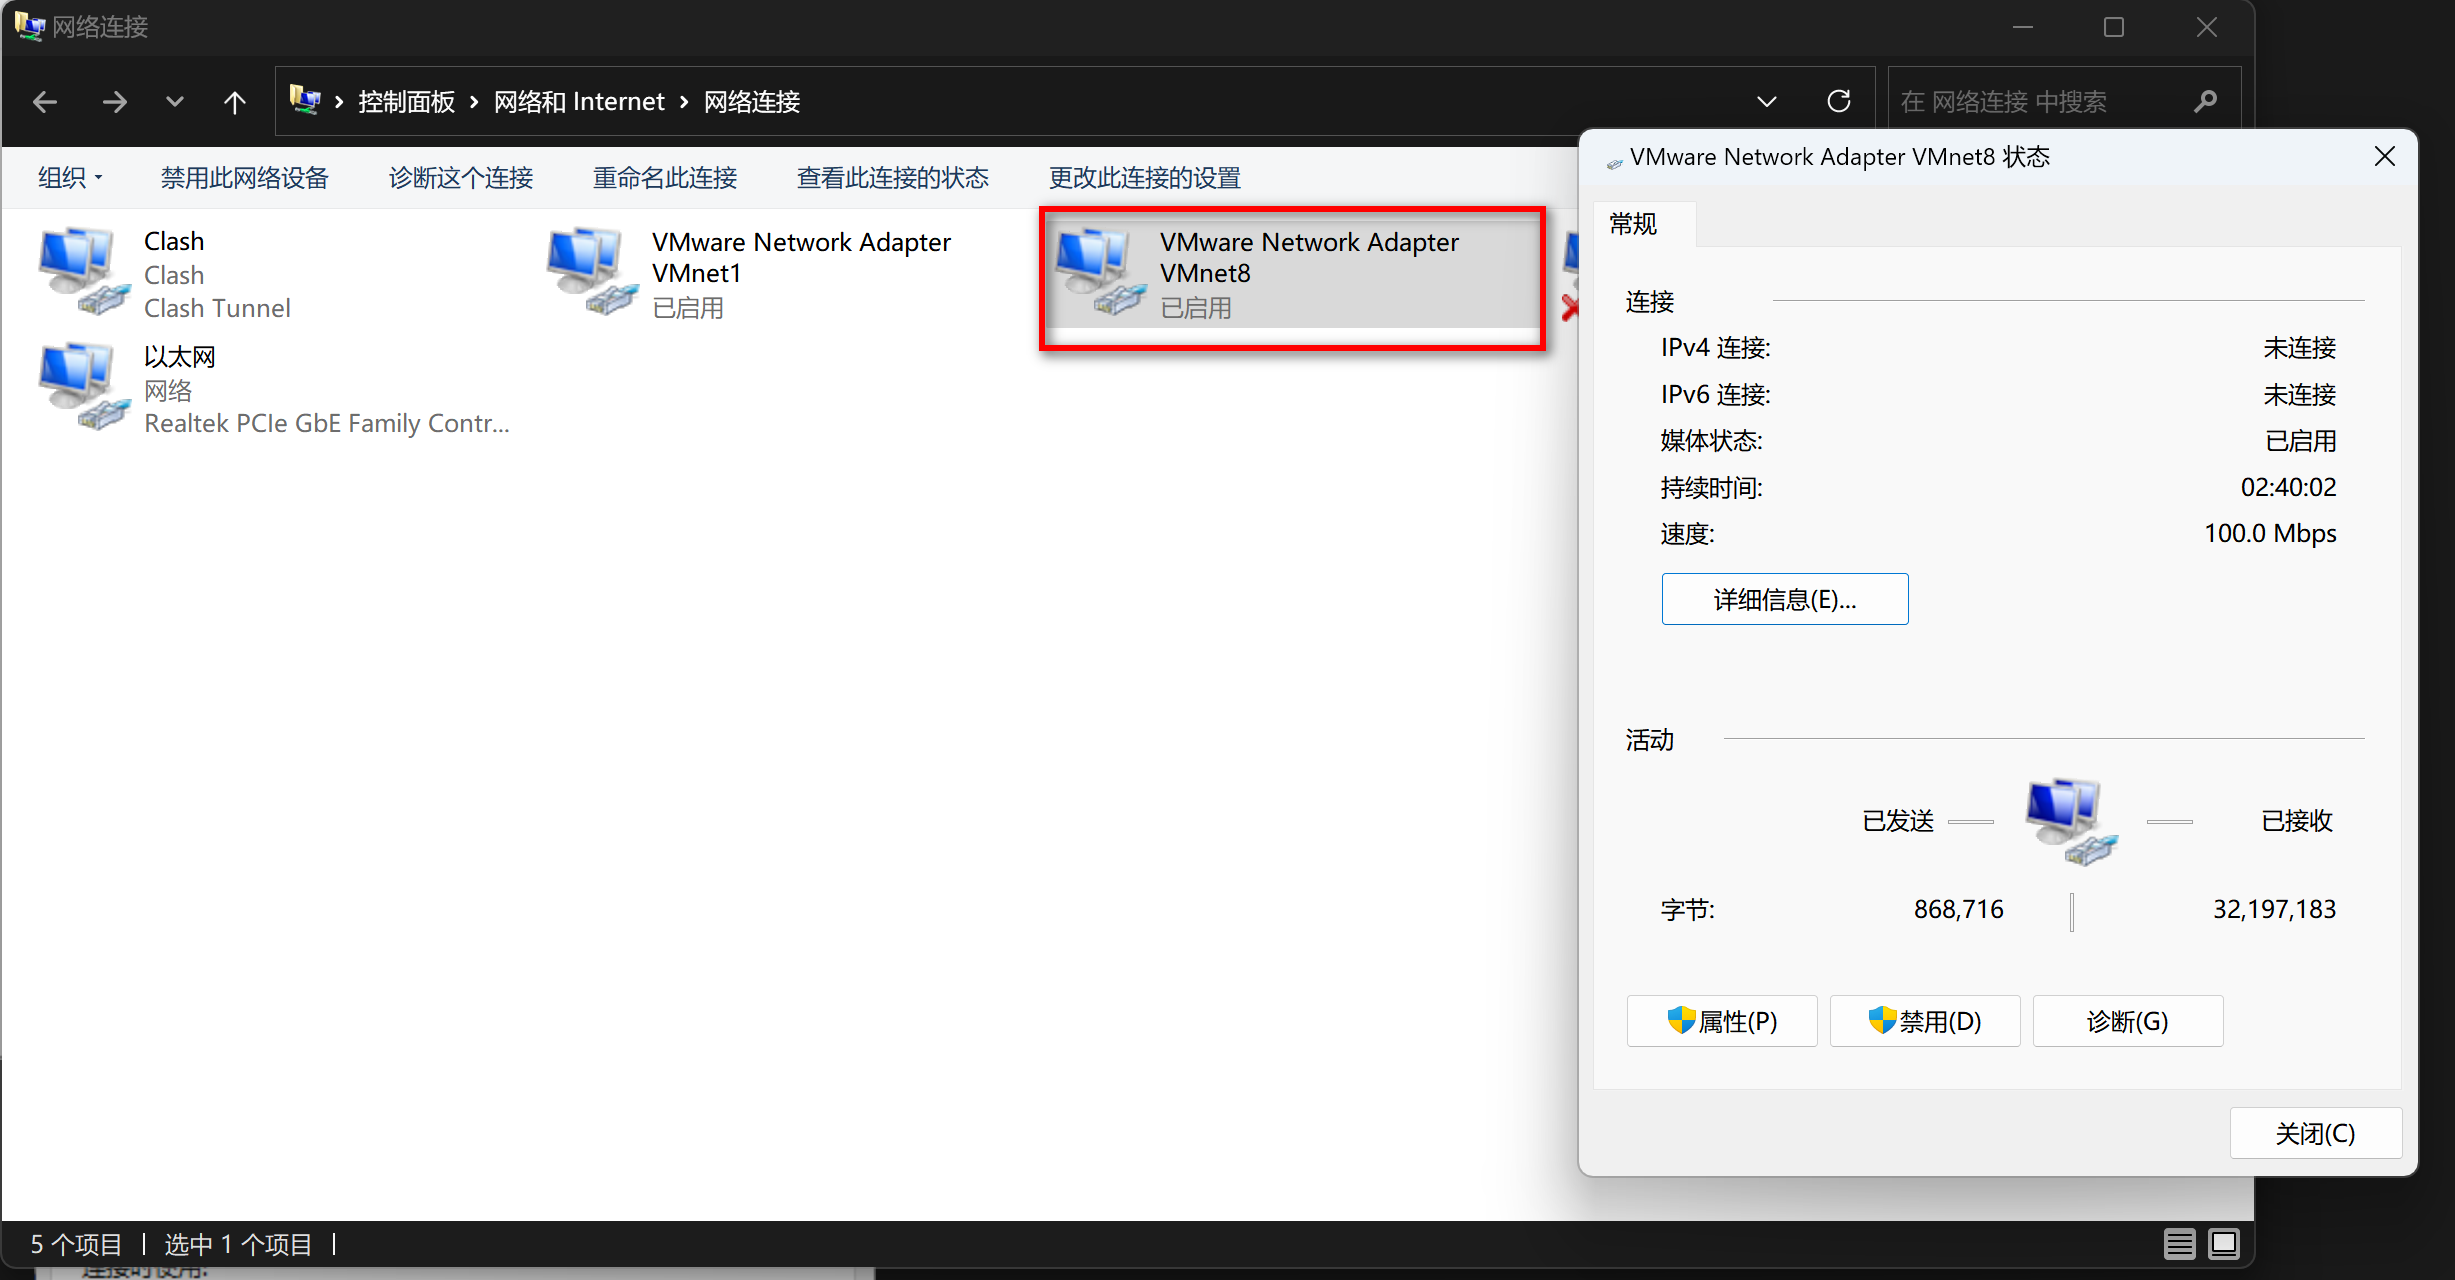 网络连接
控制面板 › 网络和 Internet › 网络连接
在 网络连接 中搜索
组织 禁用此网络设备 诊断这个连接 重命名此连接 查看此连接的状态 更改此连接的设置
Clash
Clash
Clash Tunnel
VMware Network Adapter
VMnet1
已启用
VMware Network Adapter
VMnet8
已启用
以太网
网络
Realtek PCIe GbE Family Contr...
VMware Network Adapter VMnet8 状态
常规
连接
IPv4 连接: 未连接
IPv6 连接: 未连接
媒体状态: 已启用
持续时间: 02:40:02
速度: 100.0 Mbps
详细信息(E)...
活动
已发送 已接收
字节: 868,716 32,197,183
属性(P) 禁用(D) 诊断(G)
关闭(C)
5 个项目 选中 1 个项目
连接时使用: